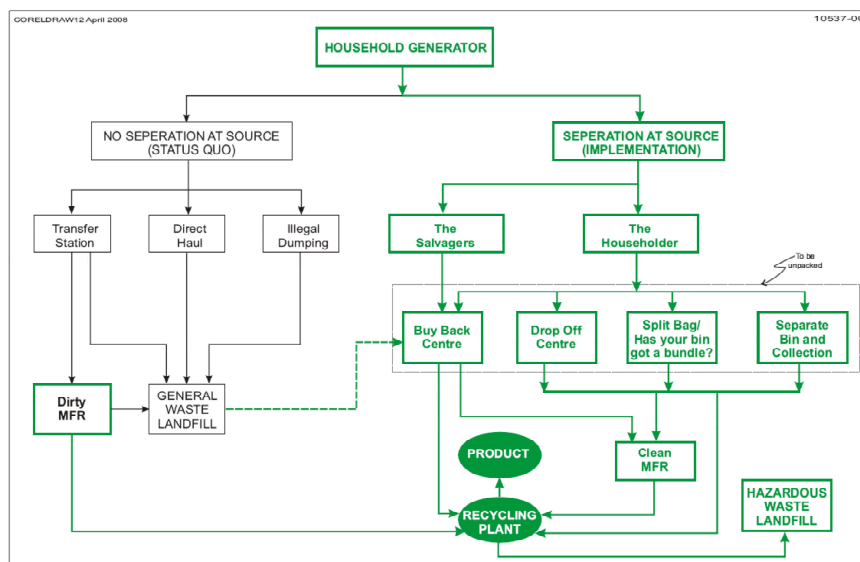 CORELDRAW12 April 2008
10537-00
HOUSEHOLD GENERATOR
NO SEPERATION AT SOURCE
(STATUS QUO)
SEPERATION AT SOURCE
(IMPLEMENTATION)
Transfer
Station
Direct
Haul
Illegal
Dumping
The
Salvagers
The
Householder
To be
unpacked
Buy Back
Centre
Drop Off
Centre
Split Bag/
Has your bin
got a bundle?
Separate
Bin and
Collection
Dirty
MFR
GENERAL
WASTE
LANDFILL
PRODUCT
Clean
MFR
RECYCLING
PLANT
HAZARDOUS
WASTE
LANDFILL